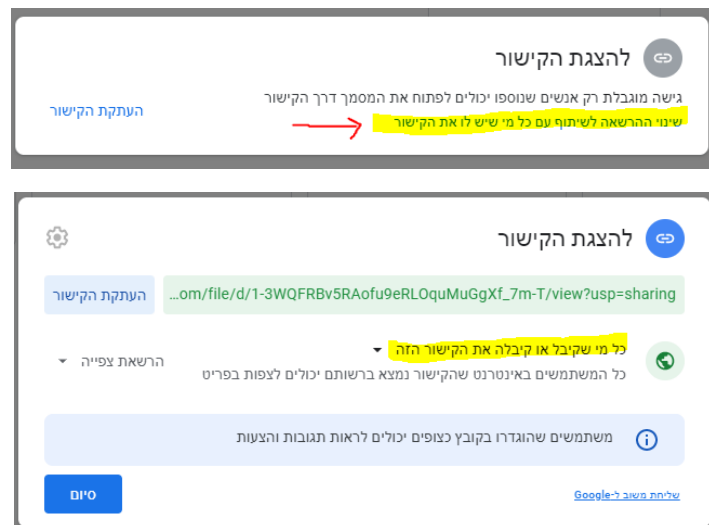 להצגת הקישור
גישה מוגבלת רק אנשים שנוספו יכולים לפתוח את המסמך דרך הקישור
שינוי ההרשאה לשיתוף עם כל מי שיש לו את הקישור
העתקת הקישור
להצגת הקישור
...om/file/d/1-3WQFRBv5RAofu9eRLOquMuGgXf_7m-T/view?usp=sharing
העתקת הקישור
כל מי שקיבל או קיבלה את הקישור הזה
כל המשתמשים באינטרנט שהקישור נמצא ברשותם יכולים לצפות בפריט
הרשאת צפייה
משתמשים שהוגדרו בקובץ כצופים יכולים לראות תגובות והצעות
שליחת משוב ל-Google
סיום